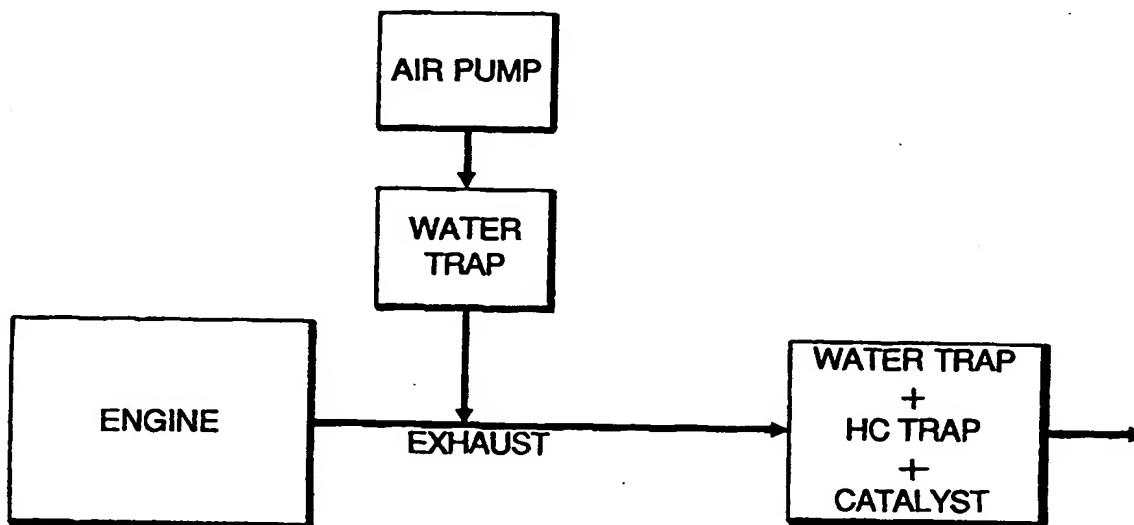 AIR PUMP
WATER
TRAP
ENGINE
EXHAUST
WATER TRAP
+
HC TRAP
+
CATALYST